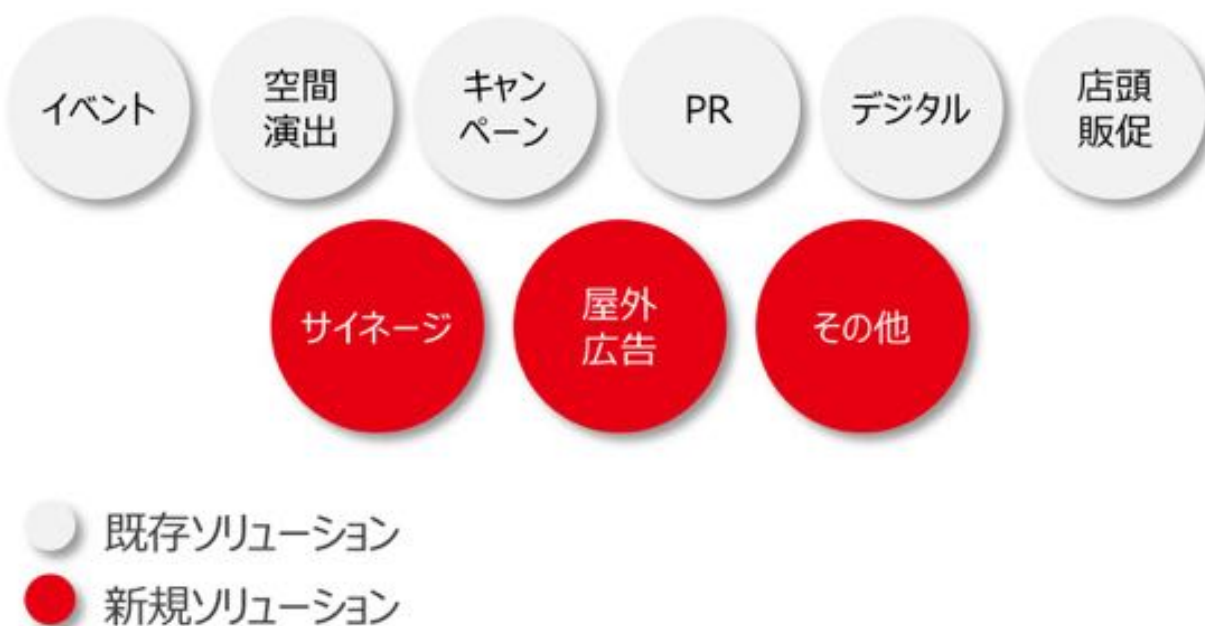 イベント
空間
演出
キャン
ペーン
PR
デジタル
店頭
販促
サイネージ
屋外
広告
その他
既存ソリューション
新規ソリューション